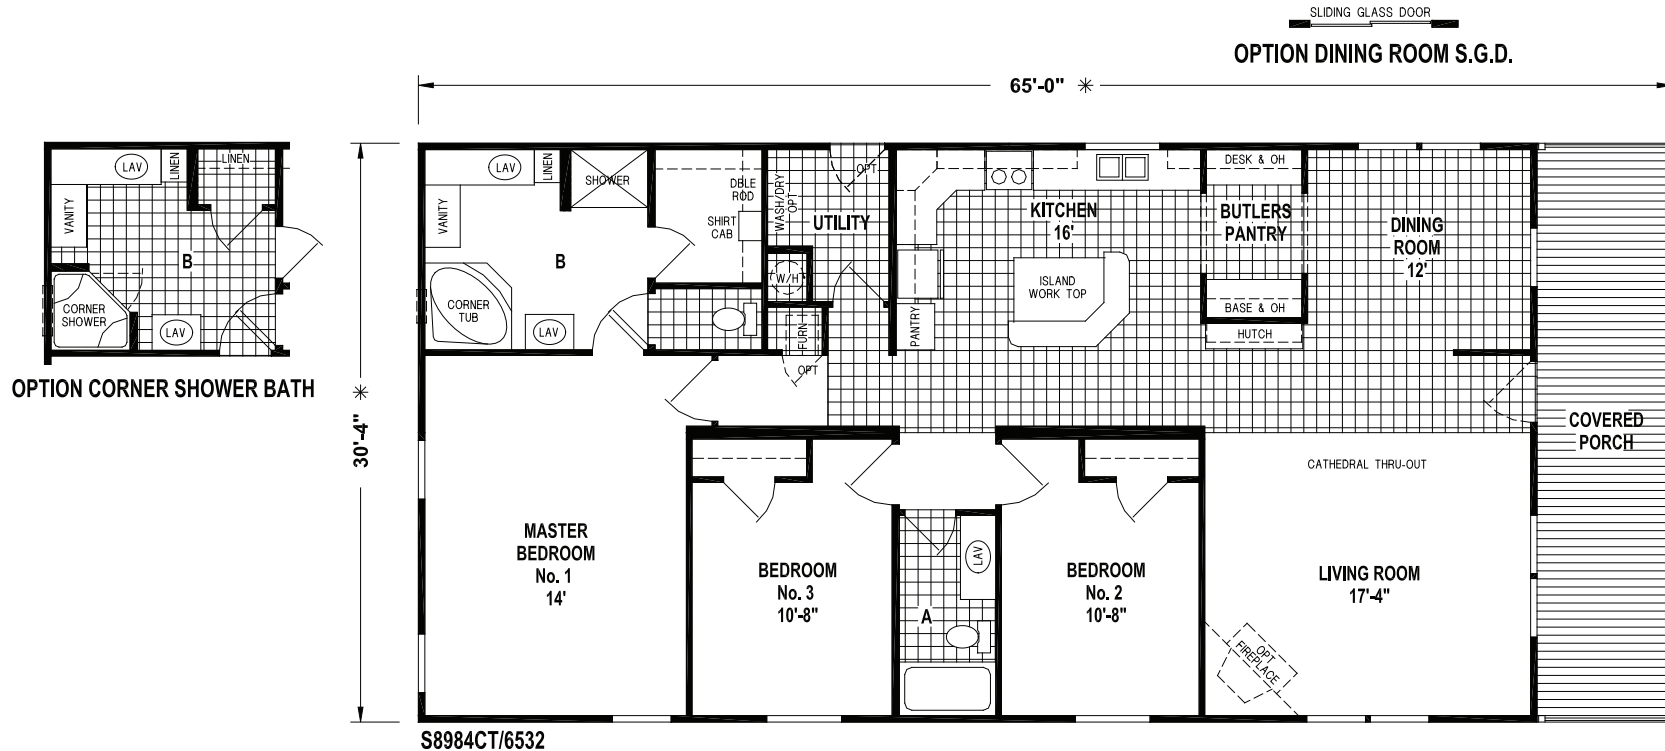 SLIDING GLASS DOOR
OPTION DINING ROOM S.G.D.
65'-0" ✳
LAV
LINEN
LINEN
VANITY
B
CORNER
SHOWER
LAV
OPTION CORNER SHOWER BATH
30'-4" ✳
LAV
LINEN
SHOWER
VANITY
B
CORNER
TUB
LAV
DBLE
ROD
SHIRT
CAB
WASH/DRY
OPT
OPT
UTILITY
W/H
FURN
OPT
KITCHEN
16'
ISLAND
WORK TOP
PANTRY
DESK & OH
BUTLERS
PANTRY
BASE & OH
HUTCH
DINING
ROOM
12'
COVERED
PORCH
CATHEDRAL THRU-OUT
MASTER
BEDROOM
No. 1
14'
BEDROOM
No. 3
10'-8"
LAV
A
BEDROOM
No. 2
10'-8"
LIVING ROOM
17'-4"
OPT
FIREPLACE
S8984CT/6532